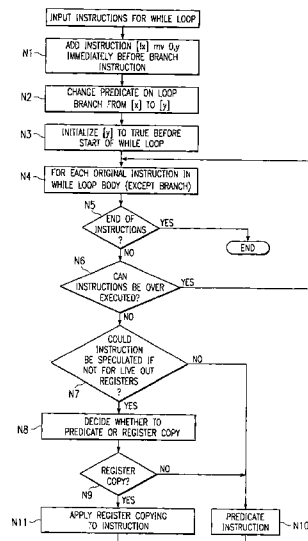 INPUT INSTRUCTIONS FOR WHILE LOOP
N1
ADD INSTRUCTION [!x] mv 0,y
IMMEDIATELY BEFORE BRANCH
INSTRUCTION
N2
CHANGE PREDICATE ON LOOP
BRANCH FROM [x] TO [y]
N3
INITIALIZE [y] TO TRUE BEFORE
START OF WHILE LOOP
N4
FOR EACH ORIGINAL INSTRUCTION IN
WHILE LOOP BODY (EXCEPT BRANCH)
N5
END OF
INSTRUCTIONS
?
YES
END
NO
N6
CAN
INSTRUCTIONS BE OVER
EXECUTED?
YES
NO
COULD
INSTRUCTION
BE SPECULATED IF
NOT FOR LIVE OUT
REGISTERS
?
NO
N7
YES
N8
DECIDE WHETHER TO
PREDICATE OR REGISTER COPY
REGISTER
COPY?
NO
N9
YES
N11
APPLY REGISTER COPYING
TO INSTRUCTION
PREDICATE
INSTRUCTION
N10